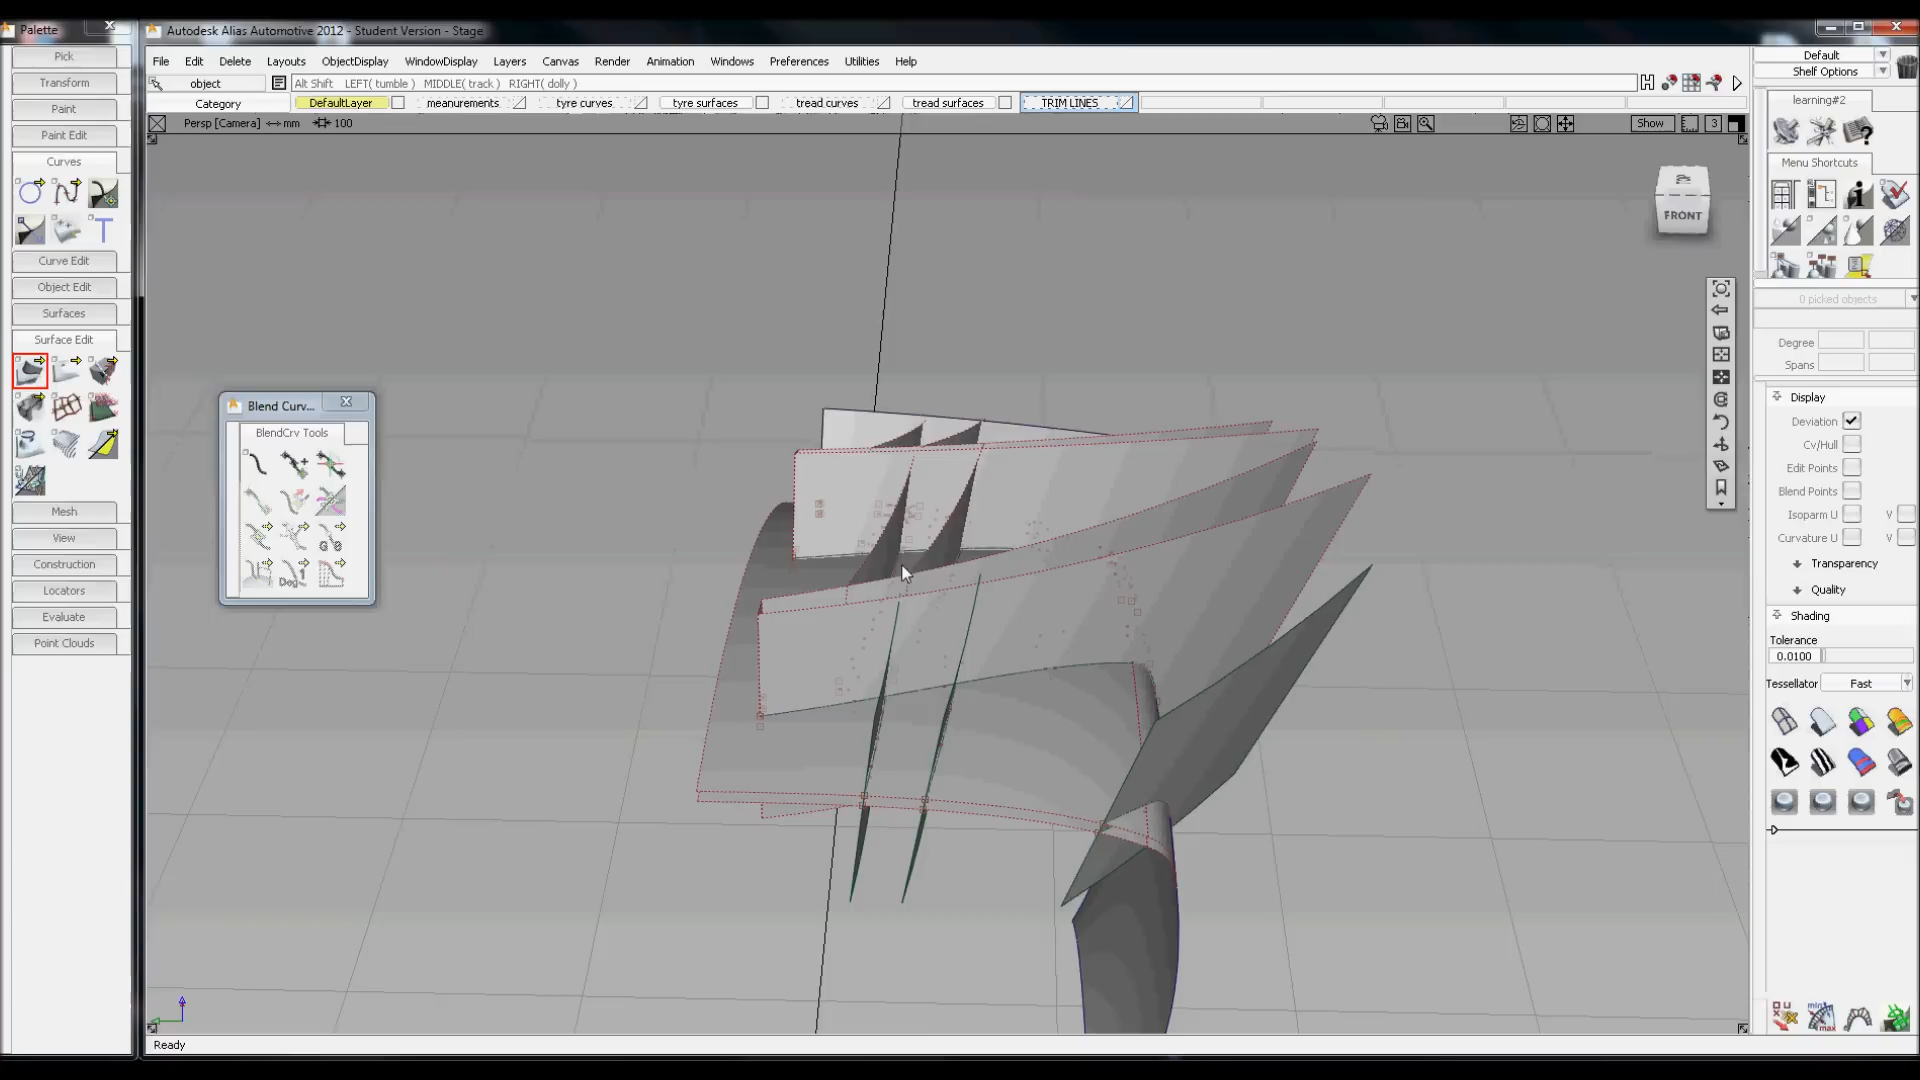 Palette
Autodesk Alias Automotive 2012 - Student Version - Stage
Pick
Transform
Paint
Paint Edit
Curves
Curve Edit
Object Edit
Surfaces
Surface Edit
Mesh
View
Construction
Locators
Evaluate
Point Clouds
File Edit Delete Layouts ObjectDisplay WindowDisplay Layers Canvas Render Animation Windows Preferences Utilities Help
object Alt Shift LEFT( tumble ) MIDDLE( track ) RIGHT( dolly )
Category DefaultLayer meanurements tyre curves tyre surfaces tread curves tread surfaces TRIM LINES
Persp [Camera] mm 100
Show
3
FRONT
Blend Curv...
BlendCrv Tools
G 0
Deg
Ready
Default
Shelf Options
learning#2
Menu Shortcuts
0 picked objects
Degree
Spans
Display
Deviation
Cv/Hull
Edit Points
Blend Points
Isoparm U V
Curvature U V
Transparency
Quality
Shading
Tolerance
0.0100
Tessellator Fast